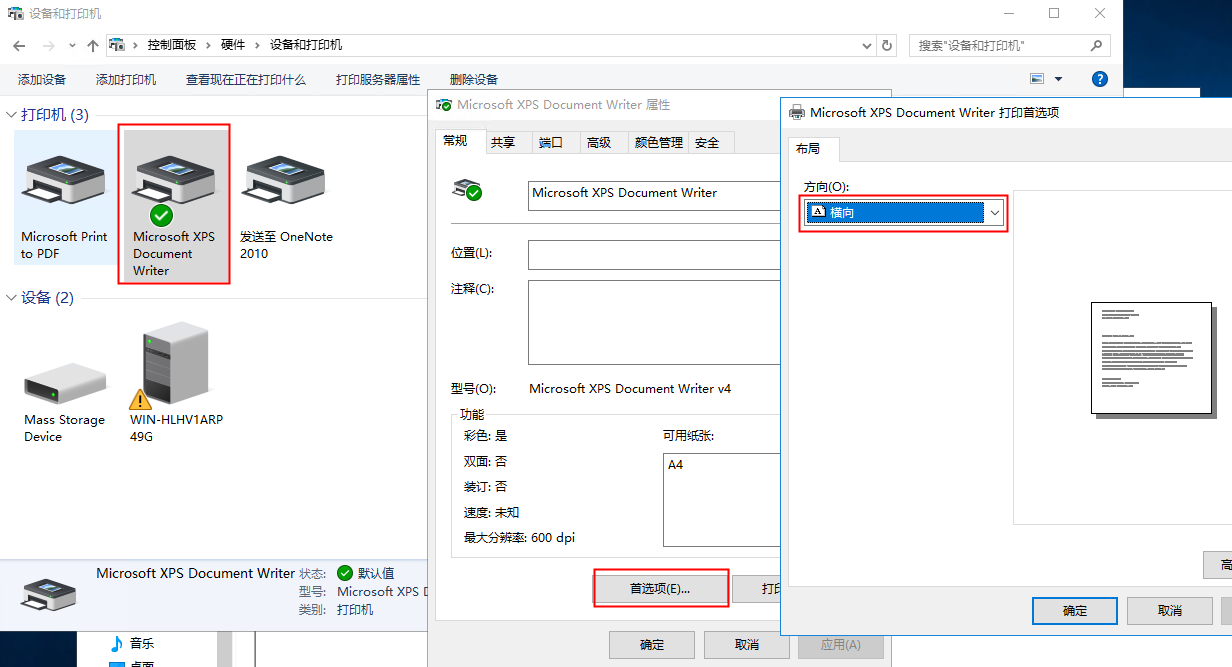 设备和打印机
控制面板 › 硬件 › 设备和打印机
搜索"设备和打印机"
添加设备 添加打印机 查看现在正在打印什么 打印服务器属性 删除设备
打印机 (3)
Microsoft Print
to PDF
Microsoft XPS
Document
Writer
发送至 OneNote
2010
设备 (2)
Mass Storage
Device
WIN-HLHV1ARP
49G
Microsoft XPS Document Writer
状态: 默认值
型号: Microsoft XPS D
类别: 打印机
音乐
桌面
Microsoft XPS Document Writer 属性
常规 共享 端口 高级 颜色管理 安全
Microsoft XPS Document Writer
位置(L):
注释(C):
型号(O): Microsoft XPS Document Writer v4
功能
彩色: 是
双面: 否
装订: 否
速度: 未知
最大分辨率: 600 dpi
可用纸张:
A4
首选项(E)...
打印
确定 取消 应用(A)
Microsoft XPS Document Writer 打印首选项
布局
方向(O):
A 横向
高
确定 取消